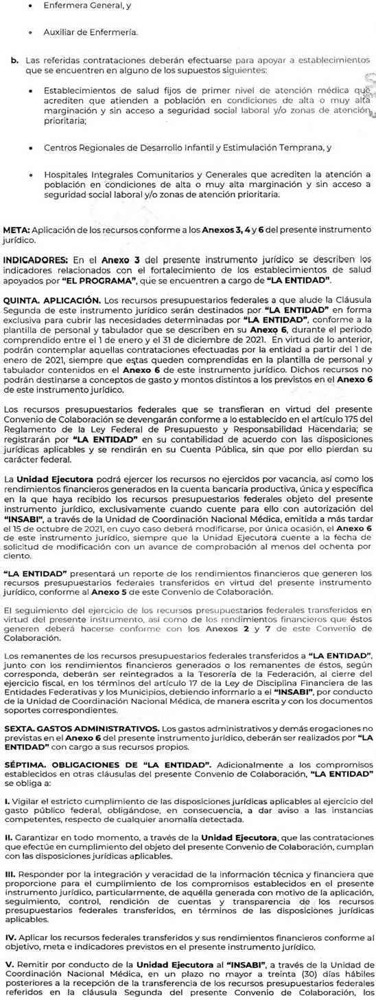 • Enfermera General, y
• Auxiliar de Enfermería.
b. Las referidas contrataciones deberán efectuarse para apoyar a establecimientos
que se encuentren en alguno de los supuestos siguientes:
• Establecimientos de salud fijos de primer nivel de atención médica que
acrediten que atienden a población en condiciones de alta o muy alta
marginación y sin acceso a seguridad social laboral y/o zonas de atención
prioritaria;
• Centros Regionales de Desarrollo Infantil y Estimulación Temprana, y
• Hospitales Integrales Comunitarios y Generales que acrediten la atención a
población en condiciones de alta o muy alta marginación y sin acceso a
seguridad social laboral y/o zonas de atención prioritaria.
META: Aplicación de los recursos conforme a los Anexos 3, 4 y 6 del presente instrumento
jurídico.
INDICADORES: En el Anexo 3 del presente instrumento jurídico se describen los
indicadores relacionados con el fortalecimiento de los establecimientos de salud
apoyados por “EL PROGRAMA”, que se encuentren a cargo de “LA ENTIDAD”.
QUINTA. APLICACIÓN. Los recursos presupuestarios federales a que alude la Cláusula
Segunda de este instrumento jurídico serán destinados por “LA ENTIDAD” en forma
exclusiva para cubrir las necesidades determinadas por “LA ENTIDAD”, conforme a la
plantilla de personal y tabulador que se describen en su Anexo 6, durante el periodo
comprendido entre el 1 de enero y el 31 de diciembre de 2021. En virtud de lo anterior,
podrán contemplar aquellas contrataciones efectuadas por la entidad a partir del 1 de
enero de 2021, siempre que estas queden comprendidas en la plantilla de personal y
tabulador contenidos en el Anexo 6 de este instrumento jurídico. Dichos recursos no
podrán destinarse a conceptos de gasto y montos distintos a los previstos en el Anexo 6
de este instrumento jurídico.
Los recursos presupuestarios federales que se transfieran en virtud del presente
Convenio de Colaboración se devengarán conforme a lo establecido en el artículo 175 del
Reglamento de la Ley Federal de Presupuesto y Responsabilidad Hacendaria; se
registrarán por “LA ENTIDAD” en su contabilidad de acuerdo con las disposiciones
jurídicas aplicables y se rendirán en su Cuenta Pública, sin que por ello pierdan su
carácter federal.
La Unidad Ejecutora podrá ejercer los recursos no ejercidos por vacancia, así como los
rendimientos financieros generados en la cuenta bancaria productiva, única y específica
en la que haya recibido los recursos presupuestarios federales objeto del presente
instrumento jurídico, exclusivamente cuando cuente para ello con autorización del
“INSABI”, a través de la Unidad de Coordinación Nacional Médica, emitida a más tardar
el 15 de octubre de 2021, en cuyo caso deberá modificarse, por única ocasión, el Anexo 6
de este instrumento jurídico, siempre que la Unidad Ejecutora cuente a la fecha de
solicitud de modificación con un avance de comprobación al menos del ochenta por
ciento.
“LA ENTIDAD” presentará un reporte de los rendimientos financieros que generen los
recursos presupuestarios federales transferidos en virtud del presente instrumento
jurídico, conforme al Anexo 5 de este Convenio de Colaboración.
El seguimiento del ejercicio de los recursos presupuestarios federales transferidos en
virtud del presente instrumento, así como de los rendimientos financieros que éstos
generen deberá hacerse conforme con los Anexos 2 y 7 de este Convenio de
Colaboración.
Los remanentes de los recursos presupuestarios federales transferidos a “LA ENTIDAD”,
junto con los rendimientos financieros generados o los remanentes de éstos, según
corresponda, deberán ser reintegrados a la Tesorería de la Federación, al cierre del
ejercicio fiscal, en los términos del artículo 17 de la Ley de Disciplina Financiera de las
Entidades Federativas y los Municipios, debiendo informarlo a el “INSABI”, por conducto
de la Unidad de Coordinación Nacional Médica, de manera escrita y con los documentos
soportes correspondientes.
SEXTA. GASTOS ADMINISTRATIVOS. Los gastos administrativos y demás erogaciones no
previstas en el Anexo 6 del presente instrumento jurídico, deberán ser realizados por “LA
ENTIDAD” con cargo a sus recursos propios.
SÉPTIMA. OBLIGACIONES DE “LA ENTIDAD”. Adicionalmente a los compromisos
establecidos en otras cláusulas del presente Convenio de Colaboración, “LA ENTIDAD”
se obliga a:
I. Vigilar el estricto cumplimiento de las disposiciones jurídicas aplicables al ejercicio del
gasto público federal, obligándose, en consecuencia, a dar aviso a las instancias
competentes, respecto de cualquier anomalía detectada.
II. Garantizar en todo momento, a través de la Unidad Ejecutora, que las contrataciones
que efectúe en cumplimiento del objeto del presente Convenio de Colaboración, cumplan
con las disposiciones jurídicas aplicables.
III. Responder por la integración y veracidad de la información técnica y financiera que
proporcione para el cumplimiento de los compromisos establecidos en el presente
instrumento jurídico, particularmente, de aquélla generada con motivo de la aplicación,
seguimiento, control, rendición de cuentas y transparencia de los recursos
presupuestarios federales transferidos, en términos de las disposiciones jurídicas
aplicables.
IV. Aplicar los recursos federales transferidos y sus rendimientos financieros conforme al
objetivo, meta e indicadores previstos en el presente instrumento jurídico.
V. Remitir por conducto de la Unidad Ejecutora al “INSABI”, a través de la Unidad de
Coordinación Nacional Médica, en un plazo no mayor a treinta (30) días hábiles
posteriores a la recepción de la transferencia de los recursos presupuestarios federales
referidos en la cláusula Segunda del presente Convenio de Colaboración, los